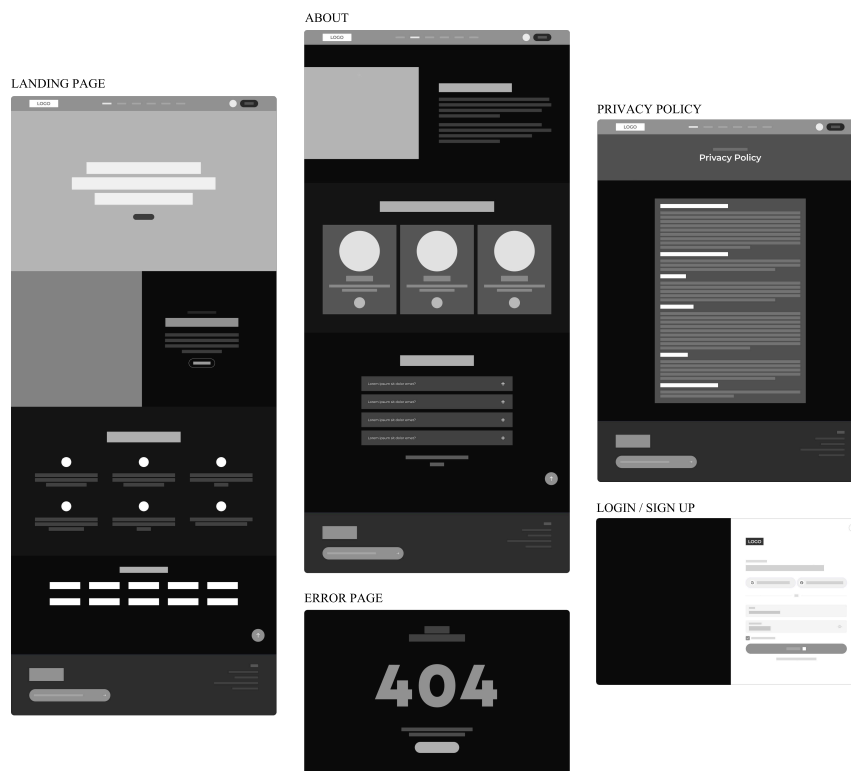 LANDING PAGE
LOGO
ABOUT
LOGO
Lorem ipsum sit dolor amet?
Lorem ipsum sit dolor amet?
Lorem ipsum sit dolor amet?
Lorem ipsum sit dolor amet?
ERROR PAGE
404
PRIVACY POLICY
LOGO
Privacy Policy
LOGIN / SIGN UP
LOGO